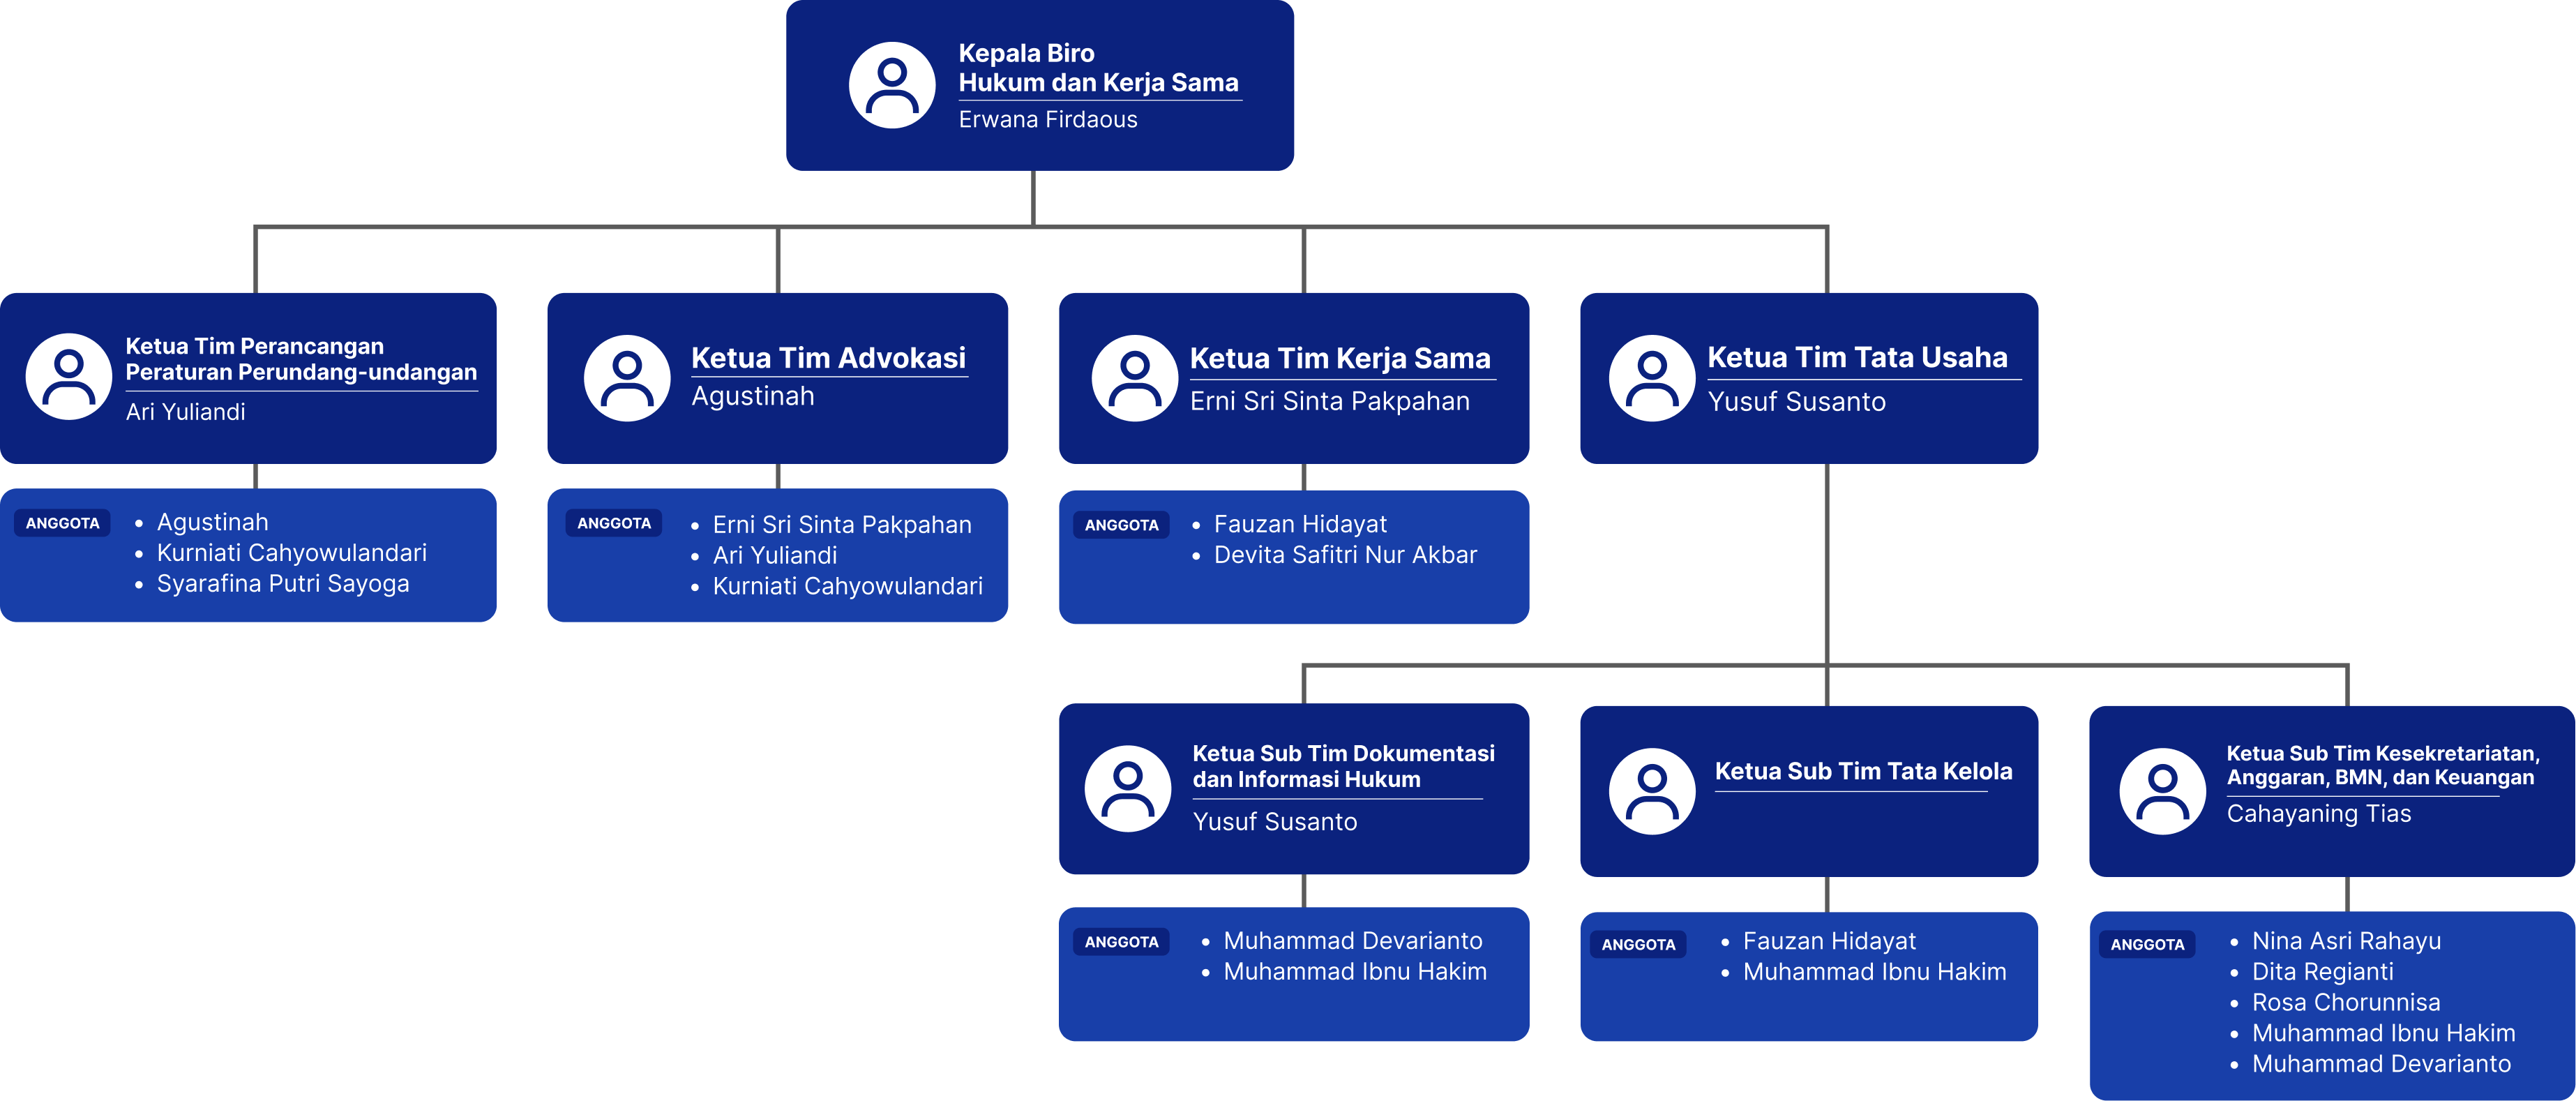 Kepala Biro
Hukum dan Kerja Sama
Erwana Firdaous
Ketua Tim Perancangan
Peraturan Perundang-undangan
Ari Yuliandi
ANGGOTA
• Agustinah
• Kurniati Cahyowulandari
• Syarafina Putri Sayoga
Ketua Tim Advokasi
Agustinah
ANGGOTA
• Erni Sri Sinta Pakpahan
• Ari Yuliandi
• Kurniati Cahyowulandari
Ketua Tim Kerja Sama
Erni Sri Sinta Pakpahan
ANGGOTA
• Fauzan Hidayat
• Devita Safitri Nur Akbar
Ketua Tim Tata Usaha
Yusuf Susanto
Ketua Sub Tim Dokumentasi
dan Informasi Hukum
Yusuf Susanto
ANGGOTA
• Muhammad Devarianto
• Muhammad Ibnu Hakim
Ketua Sub Tim Tata Kelola
ANGGOTA
• Fauzan Hidayat
• Muhammad Ibnu Hakim
Ketua Sub Tim Kesekretariatan,
Anggaran, BMN, dan Keuangan
Cahayaning Tias
ANGGOTA
• Nina Asri Rahayu
• Dita Regianti
• Rosa Chorunnisa
• Muhammad Ibnu Hakim
• Muhammad Devarianto